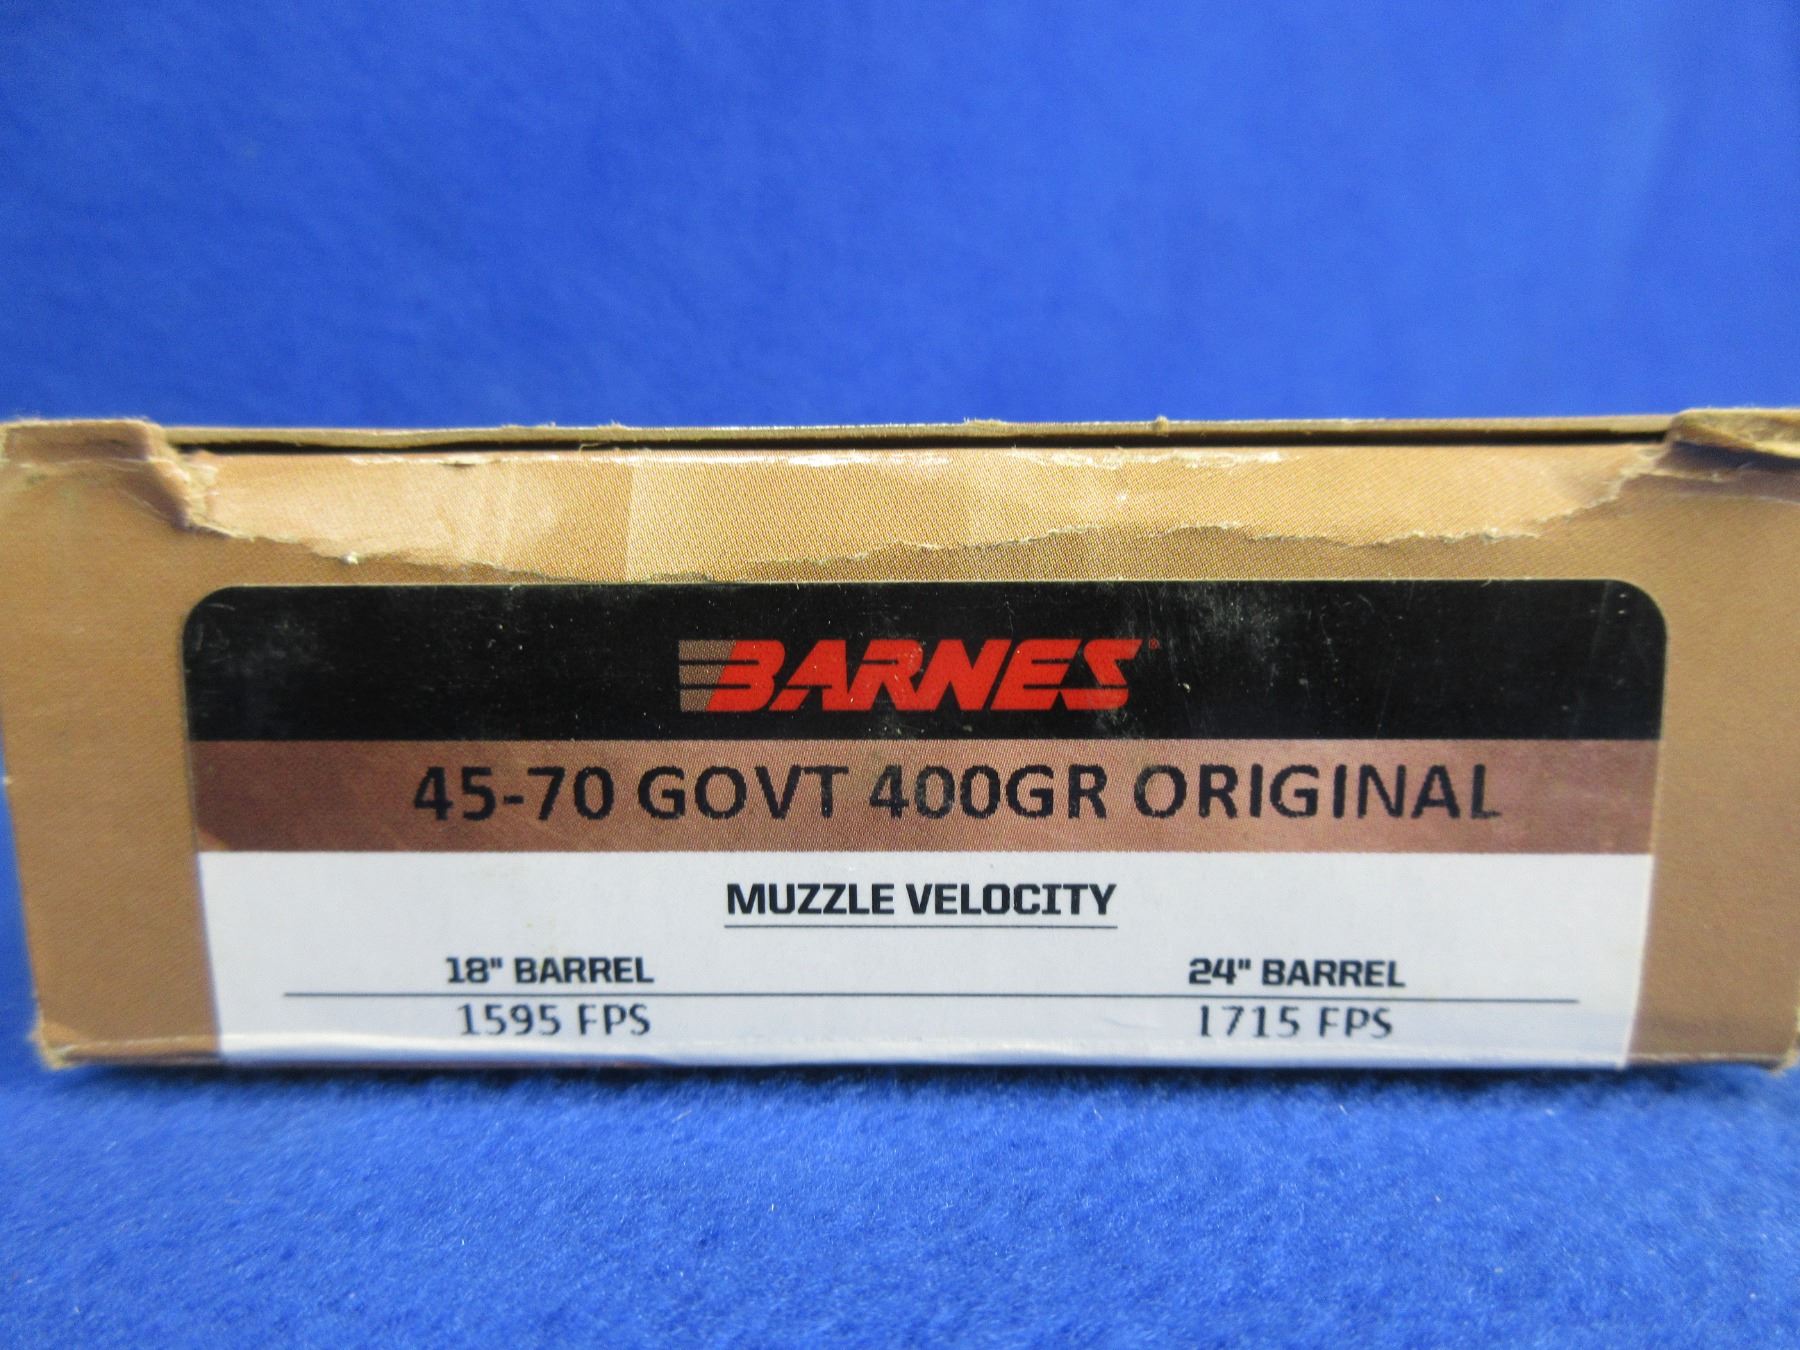 BARNES®
45-70 GOVT 400GR ORIGINAL
MUZZLE VELOCITY
18" BARREL 24" BARREL
1595 FPS 1715 FPS